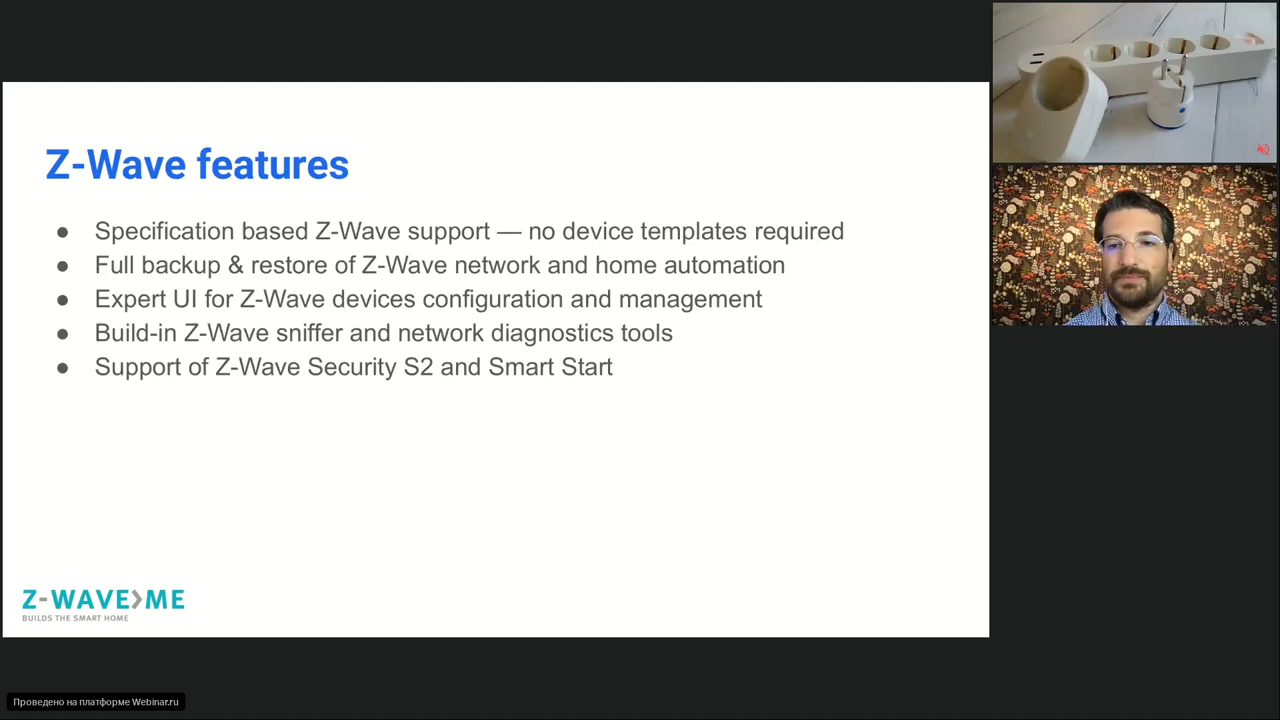 Z-Wave features
● Specification based Z-Wave support — no device templates required
● Full backup & restore of Z-Wave network and home automation
● Expert UI for Z-Wave devices configuration and management
● Build-in Z-Wave sniffer and network diagnostics tools
● Support of Z-Wave Security S2 and Smart Start
Z-WAVE>ME
BUILDS THE SMART HOME
Проведено на платформе Webinar.ru